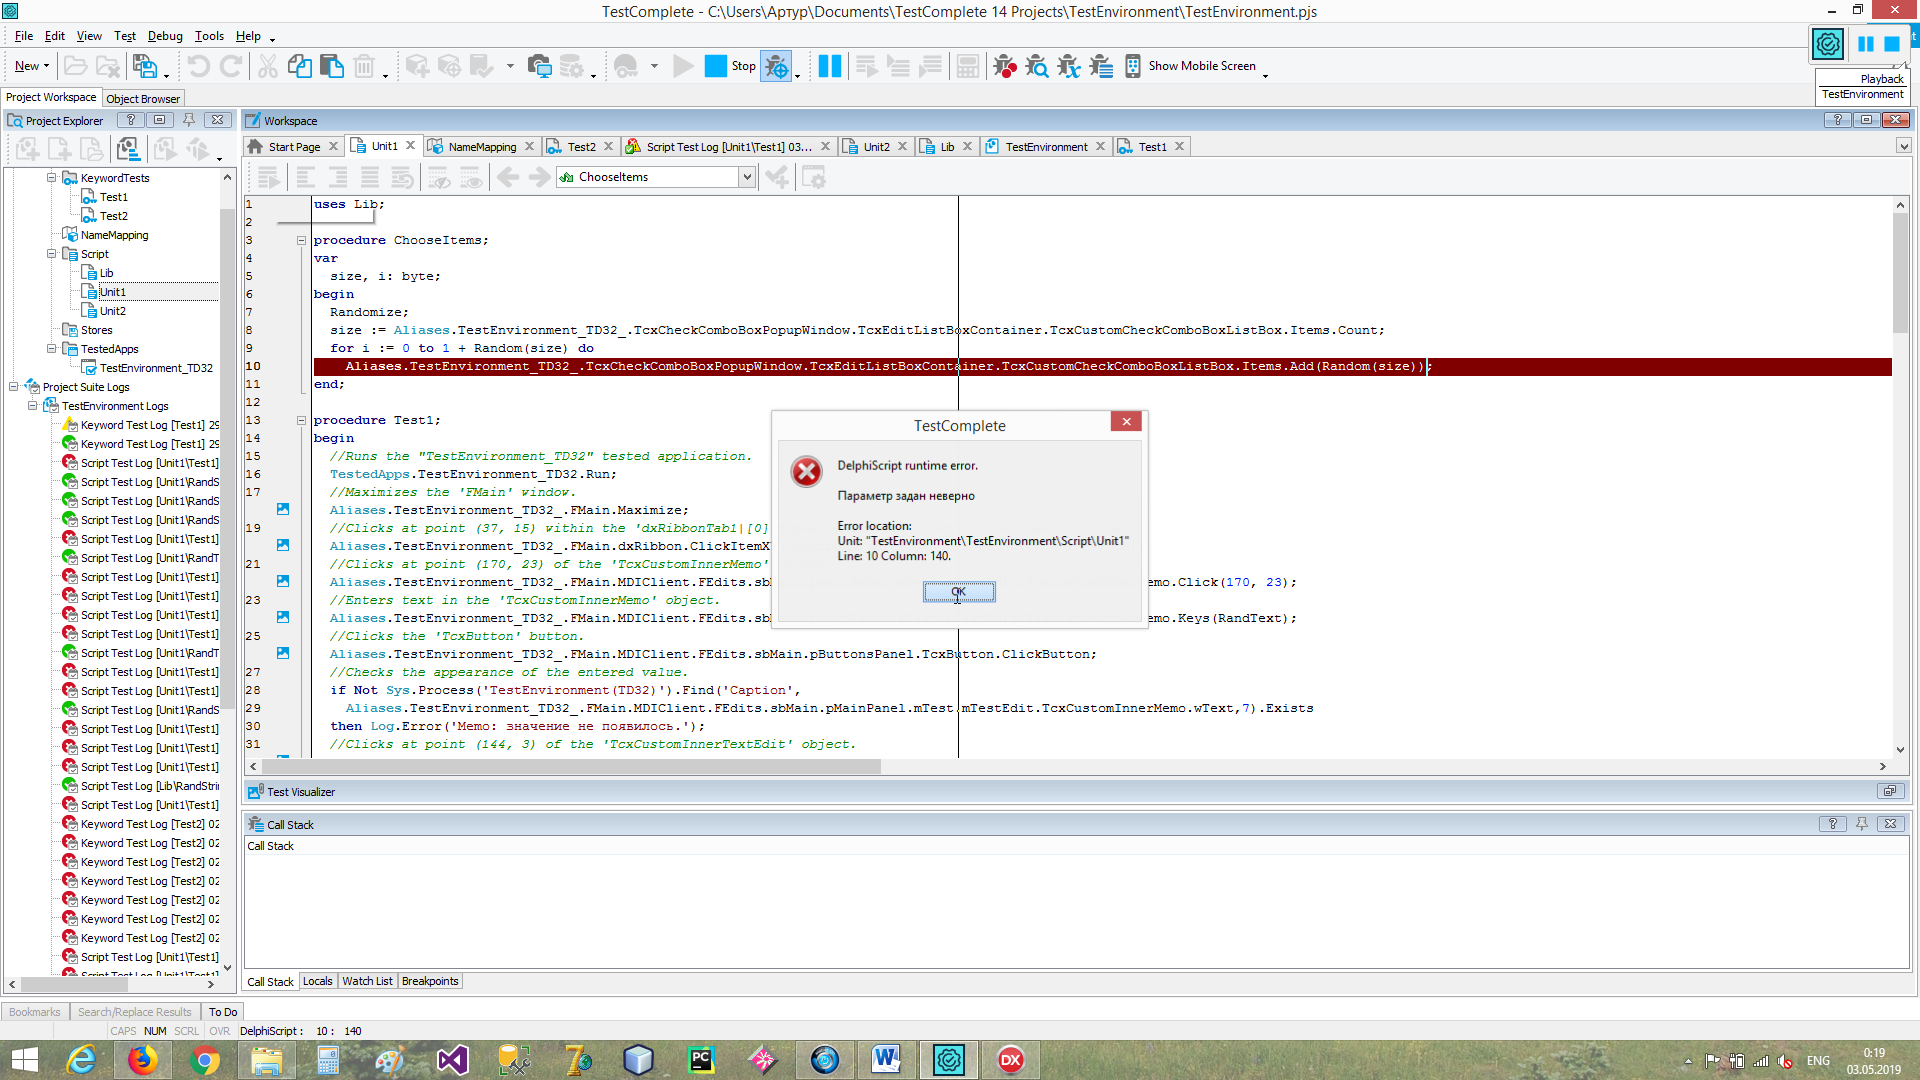 TestComplete - C:\Users\Артур\Documents\TestComplete 14 Projects\TestEnvironment\TestEnvironment.pjs
File Edit View Test Debug Tools Help
New Stop Show Mobile Screen
Playback
TestEnvironment
Project Workspace Object Browser
Project Explorer
Workspace
Start Page Unit1 NameMapping Test2 Script Test Log [Unit1\Test1] 03... Unit2 Lib TestEnvironment Test1
ChooseItems
KeywordTests
Test1
Test2
NameMapping
Script
Lib
Unit1
Unit2
Stores
TestedApps
TestEnvironment_TD32
Project Suite Logs
TestEnvironment Logs
Keyword Test Log [Test1] 29
Keyword Test Log [Test1] 29
Script Test Log [Unit1\Test1]
Script Test Log [Unit1\RandS
Script Test Log [Unit1\RandS
Script Test Log [Unit1\RandS
Script Test Log [Unit1\Test1]
Script Test Log [Unit1\RandT
Script Test Log [Unit1\Test1]
Script Test Log [Unit1\Test1]
Script Test Log [Unit1\Test1]
Script Test Log [Unit1\Test1]
Script Test Log [Unit1\RandT
Script Test Log [Unit1\Test1]
Script Test Log [Unit1\Test1]
Script Test Log [Unit1\RandS
Script Test Log [Unit1\Test1]
Script Test Log [Unit1\Test1]
Script Test Log [Unit1\Test1]
Script Test Log [Lib\RandStri
Script Test Log [Unit1\Test1]
Keyword Test Log [Test2] 02
Keyword Test Log [Test2] 02
Keyword Test Log [Test2] 02
Keyword Test Log [Test2] 02
Keyword Test Log [Test2] 02
Keyword Test Log [Test2] 02
Keyword Test Log [Test2] 02
Script Test Log [Unit1\Test1]
Script Test Log [Unit1\Test1]
1 uses Lib;
2
3 procedure ChooseItems;
4 var
5 size, i: byte;
6 begin
7 Randomize;
8 size := Aliases.TestEnvironment_TD32_.TcxCheckComboBoxPopupWindow.TcxEditListBoxContainer.TcxCustomCheckComboBoxListBox.Items.Count;
9 for i := 0 to 1 + Random(size) do
10 Aliases.TestEnvironment_TD32_.TcxCheckComboBoxPopupWindow.TcxEditListBoxContainer.TcxCustomCheckComboBoxListBox.Items.Add(Random(size));
11 end;
12
13 procedure Test1;
14 begin
15 //Runs the "TestEnvironment_TD32" tested application.
16 TestedApps.TestEnvironment_TD32.Run;
17 //Maximizes the 'FMain' window.
Aliases.TestEnvironment_TD32_.FMain.Maximize;
19 //Clicks at point (37, 15) within the 'dxRibbonTab1|[0]
Aliases.TestEnvironment_TD32_.FMain.dxRibbon.ClickItemX
21 //Clicks at point (170, 23) of the 'TcxCustomInnerMemo'
Aliases.TestEnvironment_TD32_.FMain.MDIClient.FEdits.sb emo.Click(170, 23);
23 //Enters text in the 'TcxCustomInnerMemo' object.
Aliases.TestEnvironment_TD32_.FMain.MDIClient.FEdits.sb emo.Keys(RandText);
25 //Clicks the 'TcxButton' button.
Aliases.TestEnvironment_TD32_.FMain.MDIClient.FEdits.sbMain.pButtonsPanel.TcxButton.ClickButton;
27 //Checks the appearance of the entered value.
28 if Not Sys.Process('TestEnvironment(TD32)').Find('Caption',
29 Aliases.TestEnvironment_TD32_.FMain.MDIClient.FEdits.sbMain.pMainPanel.mTest.mTestEdit.TcxCustomInnerMemo.wText,7).Exists
30 then Log.Error('Memo: значение не появилось.');
31 //Clicks at point (144, 3) of the 'TcxCustomInnerTextEdit' object.
TestComplete
DelphiScript runtime error.
Параметр задан неверно
Error location:
Unit: "TestEnvironment\TestEnvironment\Script\Unit1"
Line: 10 Column: 140.
OK
Test Visualizer
Call Stack
Call Stack
Call Stack Locals Watch List Breakpoints
Bookmarks Search/Replace Results To Do
CAPS NUM SCRL OVR DelphiScript : 10 : 140
ENG
0:19
03.05.2019